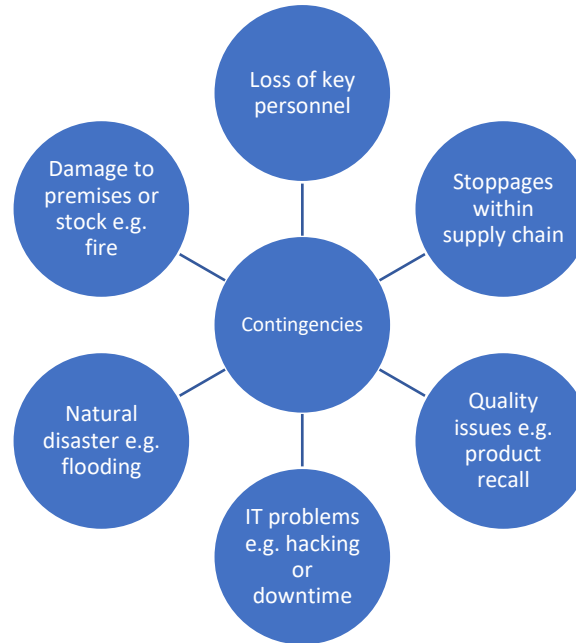 Loss of key
personnel
Stoppages
within
supply chain
Quality
issues e.g.
product
recall
IT problems
e.g. hacking
or
downtime
Natural
disaster e.g.
flooding
Damage to
premises or
stock e.g.
fire
Contingencies